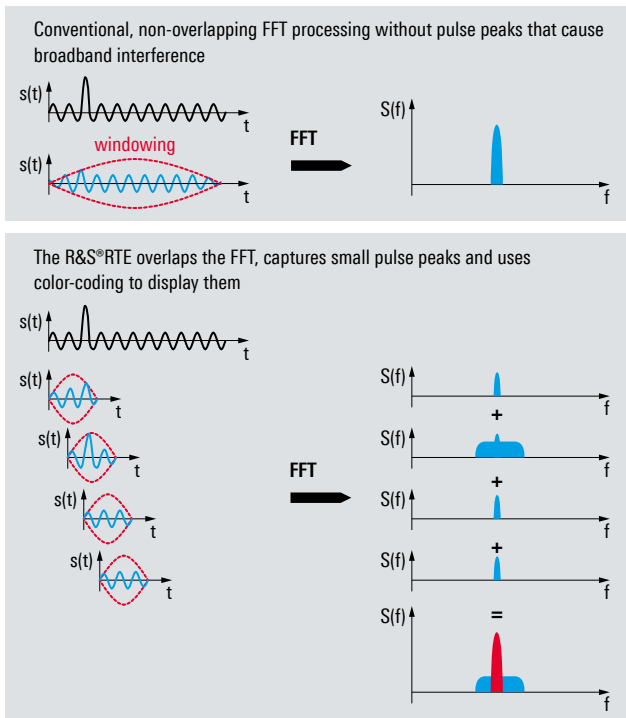 Conventional, non-overlapping FFT processing without pulse peaks that cause
broadband interference
s(t)
t
windowing
s(t)
t
FFT
S(f)
f
The R&S®RTE overlaps the FFT, captures small pulse peaks and uses
color-coding to display them
s(t)
t
s(t)
t
s(t)
t
s(t)
t
s(t)
t
FFT
S(f)
f
+
S(f)
f
+
S(f)
f
+
S(f)
f
=
S(f)
f